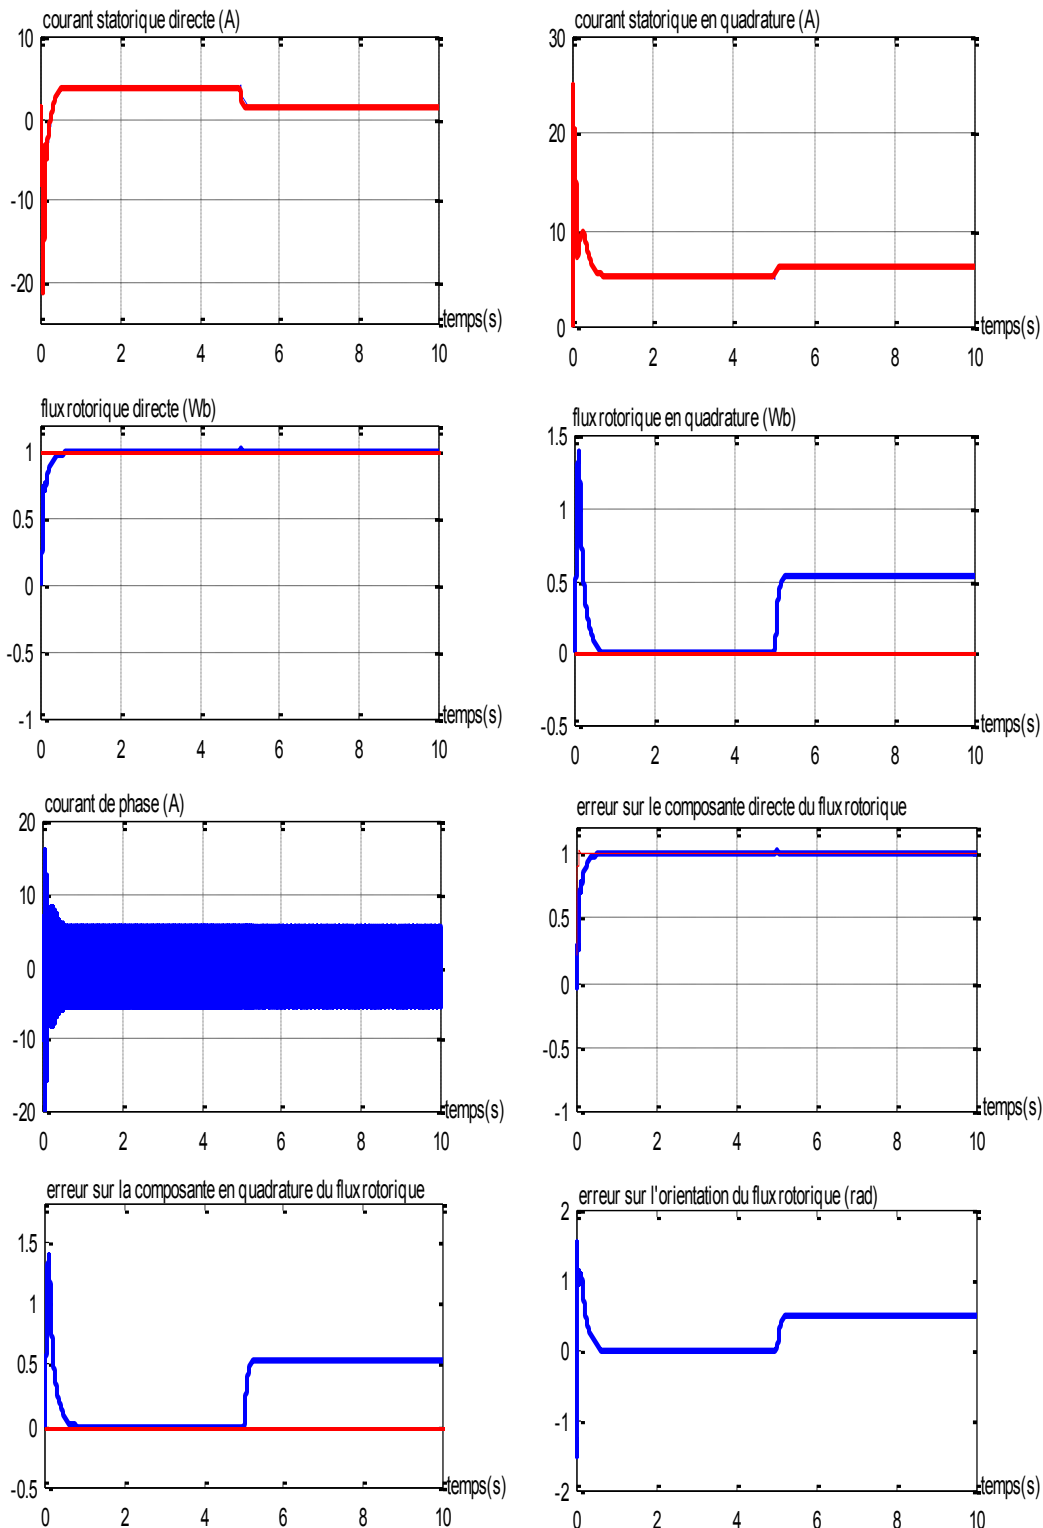 courant statorique directe (A)
10
0
-10
-20
temps(s)
0 2 4 6 8 10
courant statorique en quadrature (A)
30
20
10
0
temps(s)
0 2 4 6 8 10
flux rotorique directe (Wb)
1
0.5
0
-0.5
-1
temps(s)
0 2 4 6 8 10
flux rotorique en quadrature (Wb)
1.5
1
0.5
0
-0.5
temps(s)
0 2 4 6 8 10
courant de phase (A)
20
10
0
-10
-20
temps(s)
0 2 4 6 8 10
erreur sur le composante directe du flux rotorique
1
0.5
0
-0.5
-1
temps(s)
0 2 4 6 8 10
erreur sur la composante en quadrature du flux rotorique
1.5
1
0.5
0
-0.5
temps(s)
0 2 4 6 8 10
erreur sur l'orientation du flux rotorique (rad)
2
1
0
-1
-2
temps(s)
0 2 4 6 8 10